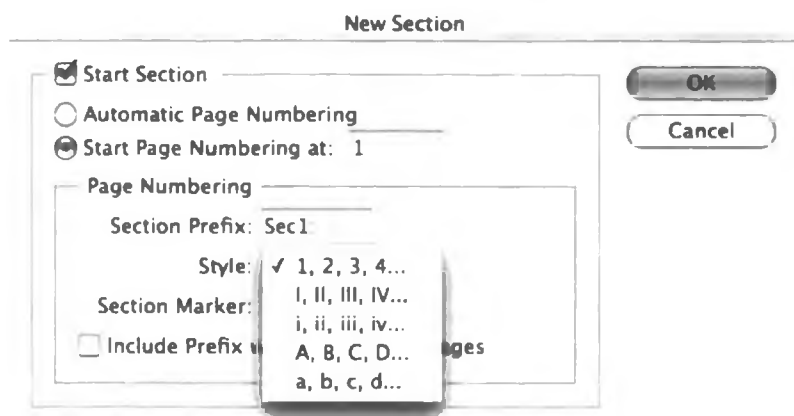 New Section
Start Section
OK
Automatic Page Numbering
Cancel
Start Page Numbering at: 1
Page Numbering
Section Prefix: Sec1
Style: ✓ 1, 2, 3, 4...
I, II, III, IV...
Section Marker:
i, ii, iii, iv...
Include Prefix
A, B, C, D...
a, b, c, d...